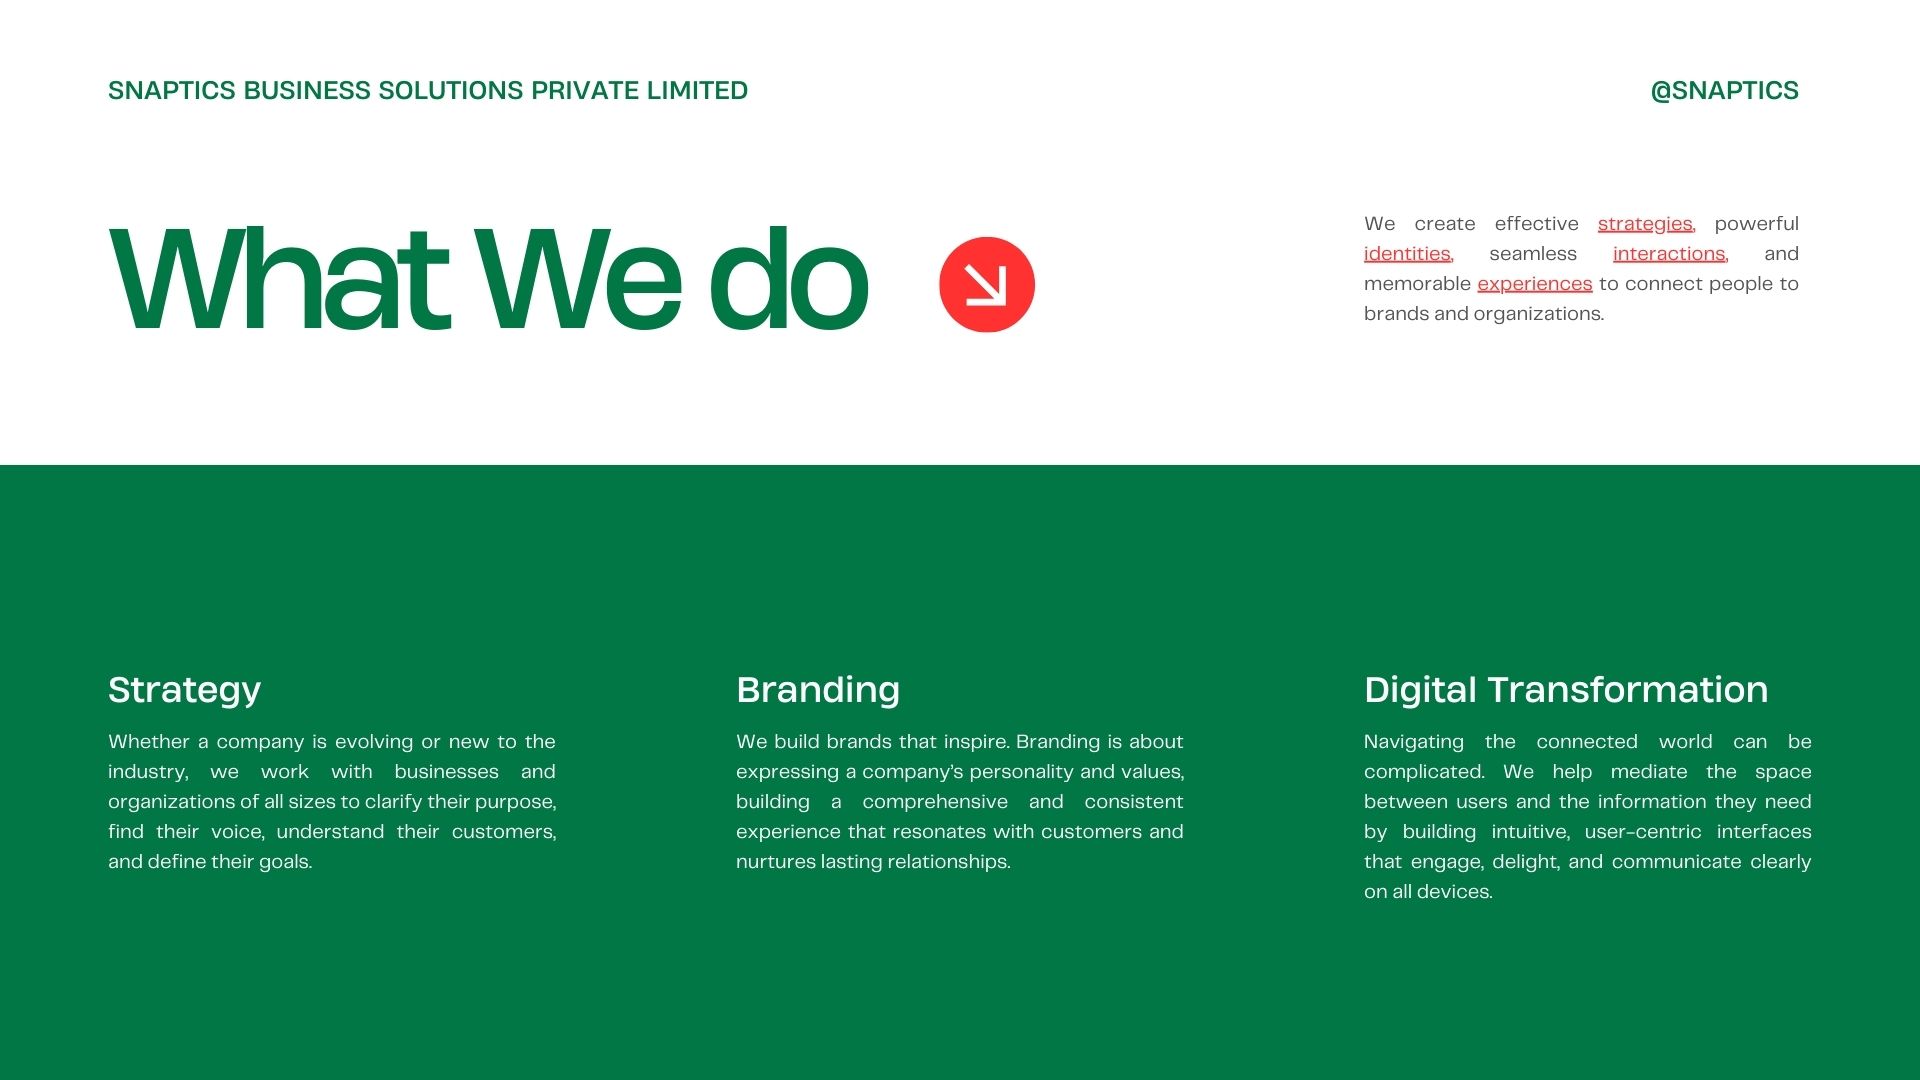 SNAPTICS BUSINESS SOLUTIONS PRIVATE LIMITED
@SNAPTICS
What We do
We create effective strategies, powerful
identities, seamless interactions, and
memorable experiences to connect people to
brands and organizations.
Strategy
Whether a company is evolving or new to the
industry, we work with businesses and
organizations of all sizes to clarify their purpose,
find their voice, understand their customers,
and define their goals.
Branding
We build brands that inspire. Branding is about
expressing a company’s personality and values,
building a comprehensive and consistent
experience that resonates with customers and
nurtures lasting relationships.
Digital Transformation
Navigating the connected world can be
complicated. We help mediate the space
between users and the information they need
by building intuitive, user-centric interfaces
that engage, delight, and communicate clearly
on all devices.